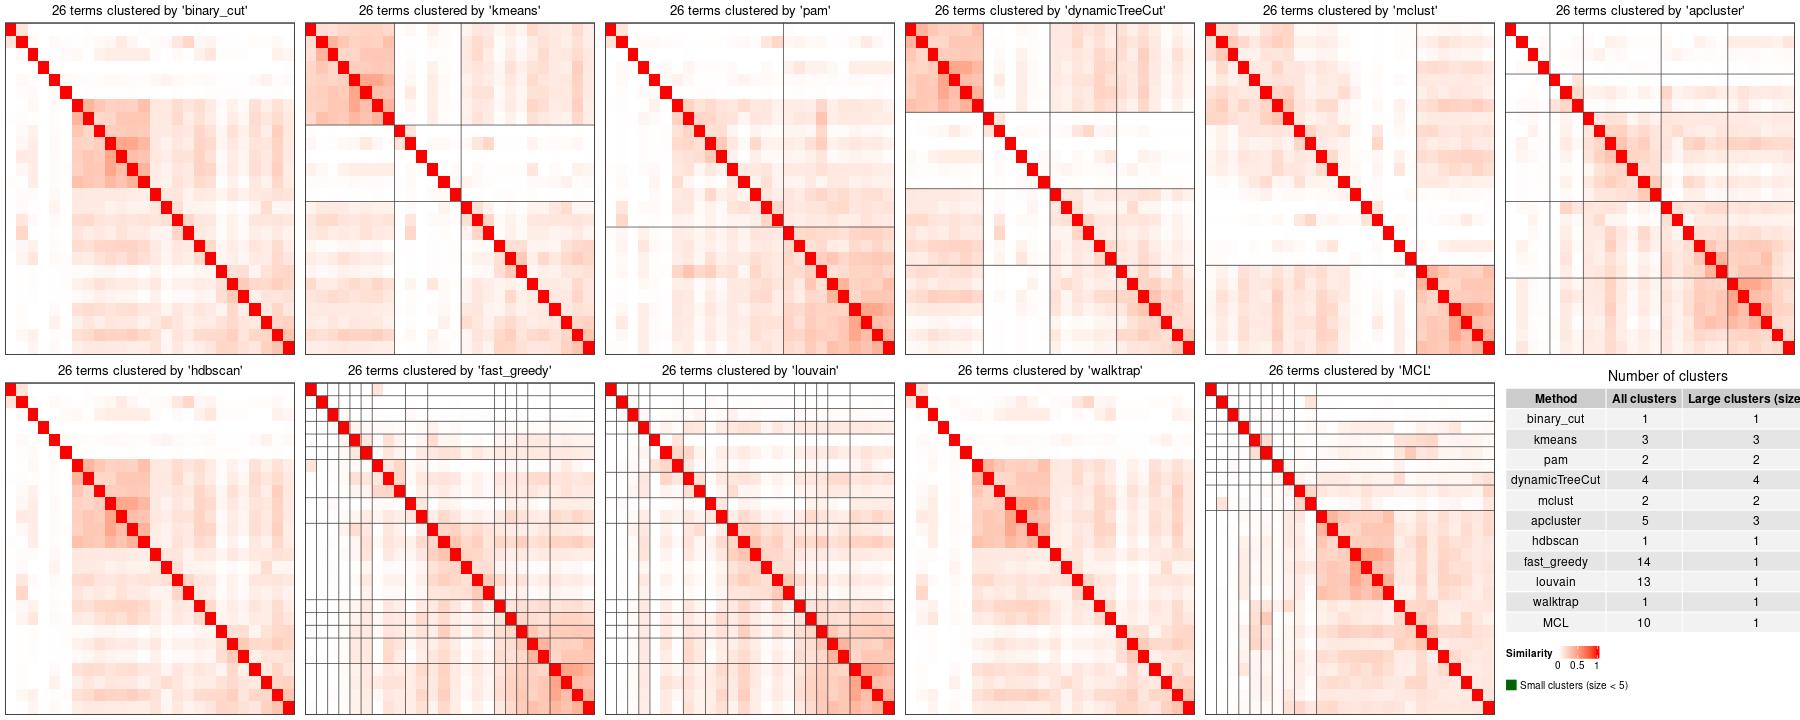 26 terms clustered by 'binary_cut'
26 terms clustered by 'kmeans'
26 terms clustered by 'pam'
26 terms clustered by 'dynamicTreeCut'
26 terms clustered by 'mclust'
26 terms clustered by 'apcluster'
26 terms clustered by 'hdbscan'
26 terms clustered by 'fast_greedy'
26 terms clustered by 'louvain'
26 terms clustered by 'walktrap'
26 terms clustered by 'MCL'
Number of clusters
Method All clusters Large clusters (size
binary_cut 1 1
kmeans 3 3
pam 2 2
dynamicTreeCut 4 4
mclust 2 2
apcluster 5 3
hdbscan 1 1
fast_greedy 14 1
louvain 13 1
walktrap 1 1
MCL 10 1
Similarity
0 0.5 1
Small clusters (size < 5)